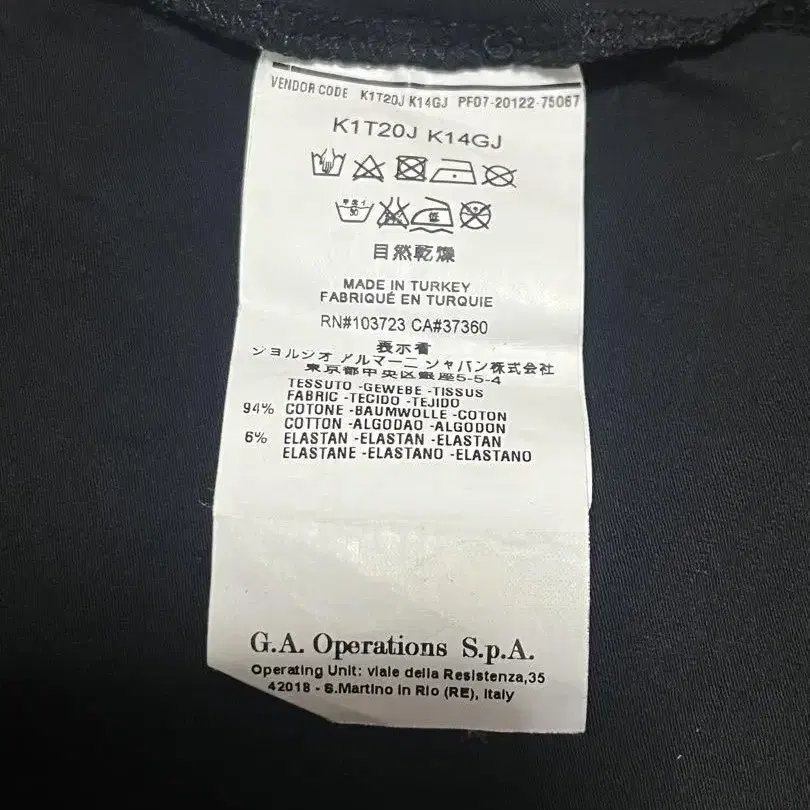 VENDOR CODE K1T20J K14GJ PF07-20122-75067
K1T20J K14GJ
自然乾燥
MADE IN TURKEY
FABRIQUÉ EN TURQUIE
RN#103723 CA#37360
表示者
ジョルジオ アルマーニ ジャパン株式会社
東京都中央区銀座5-5-4
TESSUTO -GEWEBE -TISSUS
FABRIC -TECIDO -TEJIDO
94% COTONE -BAUMWOLLE -COTON
COTTON -ALGODAO -ALGODON
6% ELASTAN -ELASTAN -ELASTAN
ELASTANE -ELASTANO -ELASTANO
G.A. Operations S.p.A.
Operating Unit: viale della Resistenza,35
42018 - S.Martino in Rio (RE), Italy